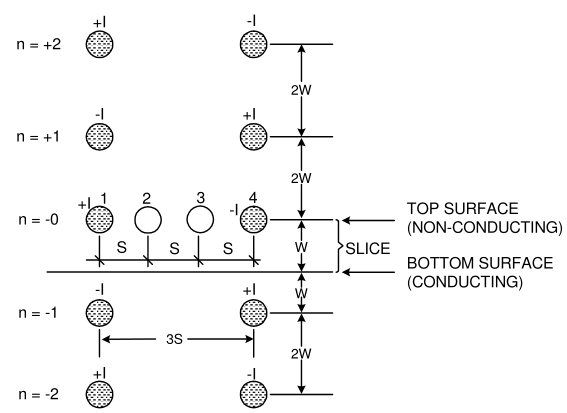 +I -I
n = +2
2W
-I +I
n = +1
2W
+I 1 2 3 -I 4
n = -0
TOP SURFACE
(NON-CONDUCTING)
S S S W SLICE
BOTTOM SURFACE
(CONDUCTING)
W
-I +I
n = -1
3S 2W
+I -I
n = -2